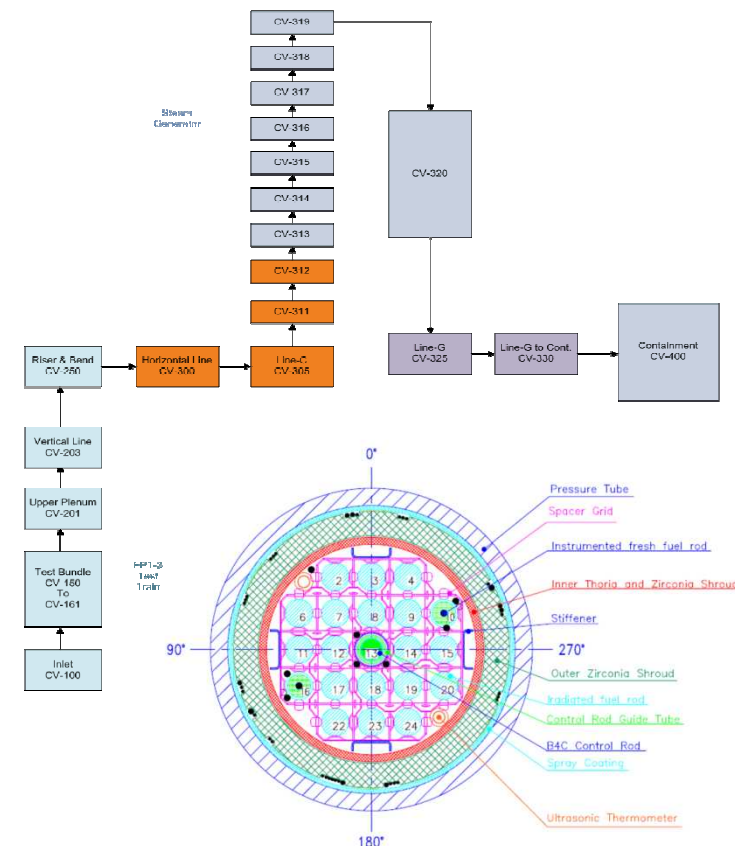 CV-319
CV-318
CV-317
Steam
Generator
CV-316
CV-315
CV-314
CV-313
CV-312
CV-311
CV-320
Riser & Bend
CV-250
Horizontal Line
CV-300
Line-C
CV-305
Line-G
CV-325
Line-G to Cont.
CV-330
Containment
CV-400
Vertical Line
CV-203
Upper Plenum
CV-201
Test Bundle
CV-150
To
CV-161
FPT-3
Test
Train
Inlet
CV-100
0°
90°
270°
180°
2 3 4
6 7 8 9 10
11 12 13 14 15
16 17 18 19 20
22 23 24
Pressure Tube
Spacer Grid
Instrumented fresh fuel rod
Inner Thoria and Zirconia Shroud
Stiffener
Outer Zirconia Shroud
Irradiated fuel rod
Control Rod Guide Tube
B4C Control Rod
Spray Coating
Ultrasonic Thermometer